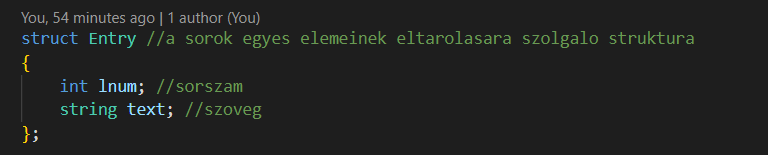 You, 54 minutes ago | 1 author (You)
struct Entry //a sorok egyes elemeinek eltarolasara szolgalo struktura
{
    int lnum; //sorszam
    string text; //szoveg
};